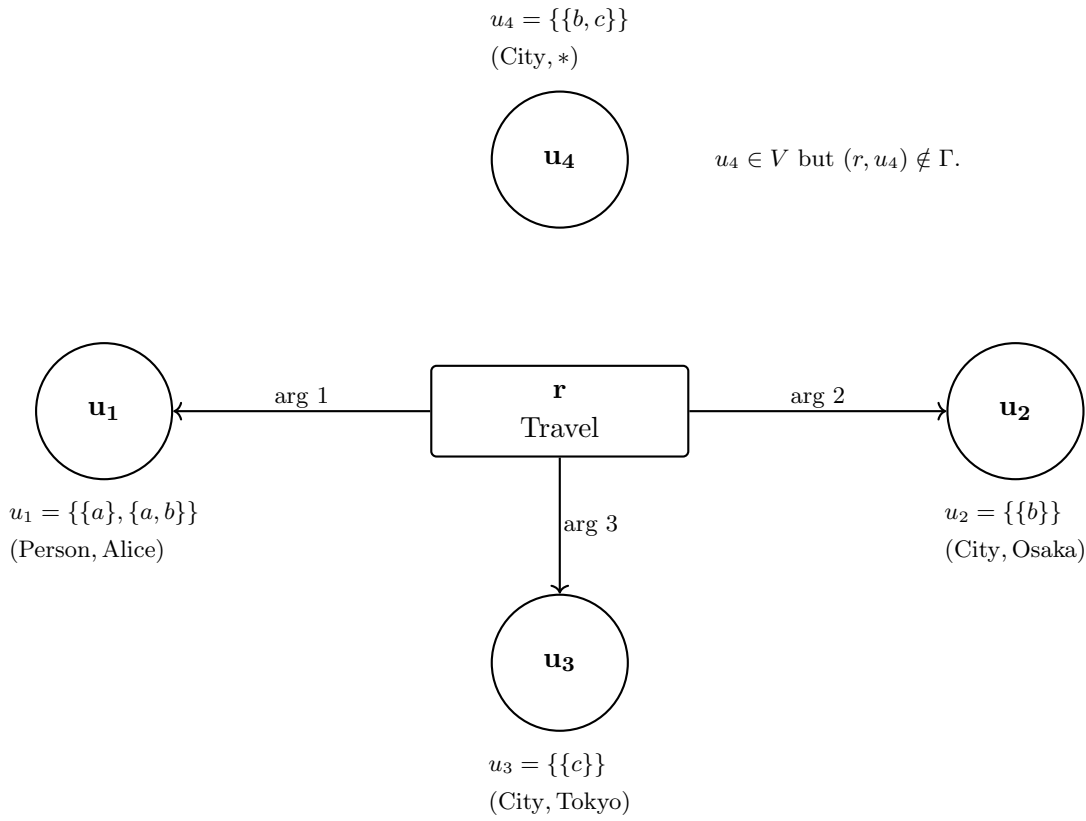 u₄ = {{b, c}}
(City, ∗)
u₄
u₄ ∈ V but (r, u₄) ∉ Γ.
r
Travel
arg 1
arg 2
u₁
u₂
u₁ = {{a}, {a, b}}
(Person, Alice)
u₂ = {{b}}
(City, Osaka)
arg 3
u₃
u₃ = {{c}}
(City, Tokyo)